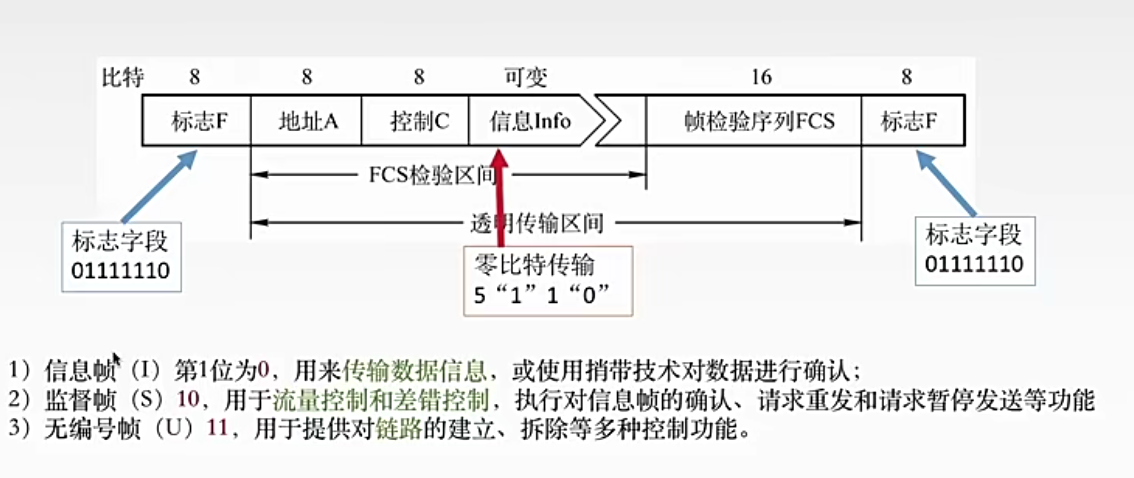 比特 8 8 8 可变 16 8
标志F 地址A 控制C 信息Info 帧检验序列FCS 标志F
FCS检验区间
透明传输区间
标志字段
01111110
零比特传输
5“1”1“0”
标志字段
01111110
1）信息帧（I）第1位为0，用来传输数据信息，或使用捎带技术对数据进行确认；
2）监督帧（S）10，用于流量控制和差错控制，执行对信息帧的确认、请求重发和请求暂停发送等功能
3）无编号帧（U）11，用于提供对链路的建立、拆除等多种控制功能。